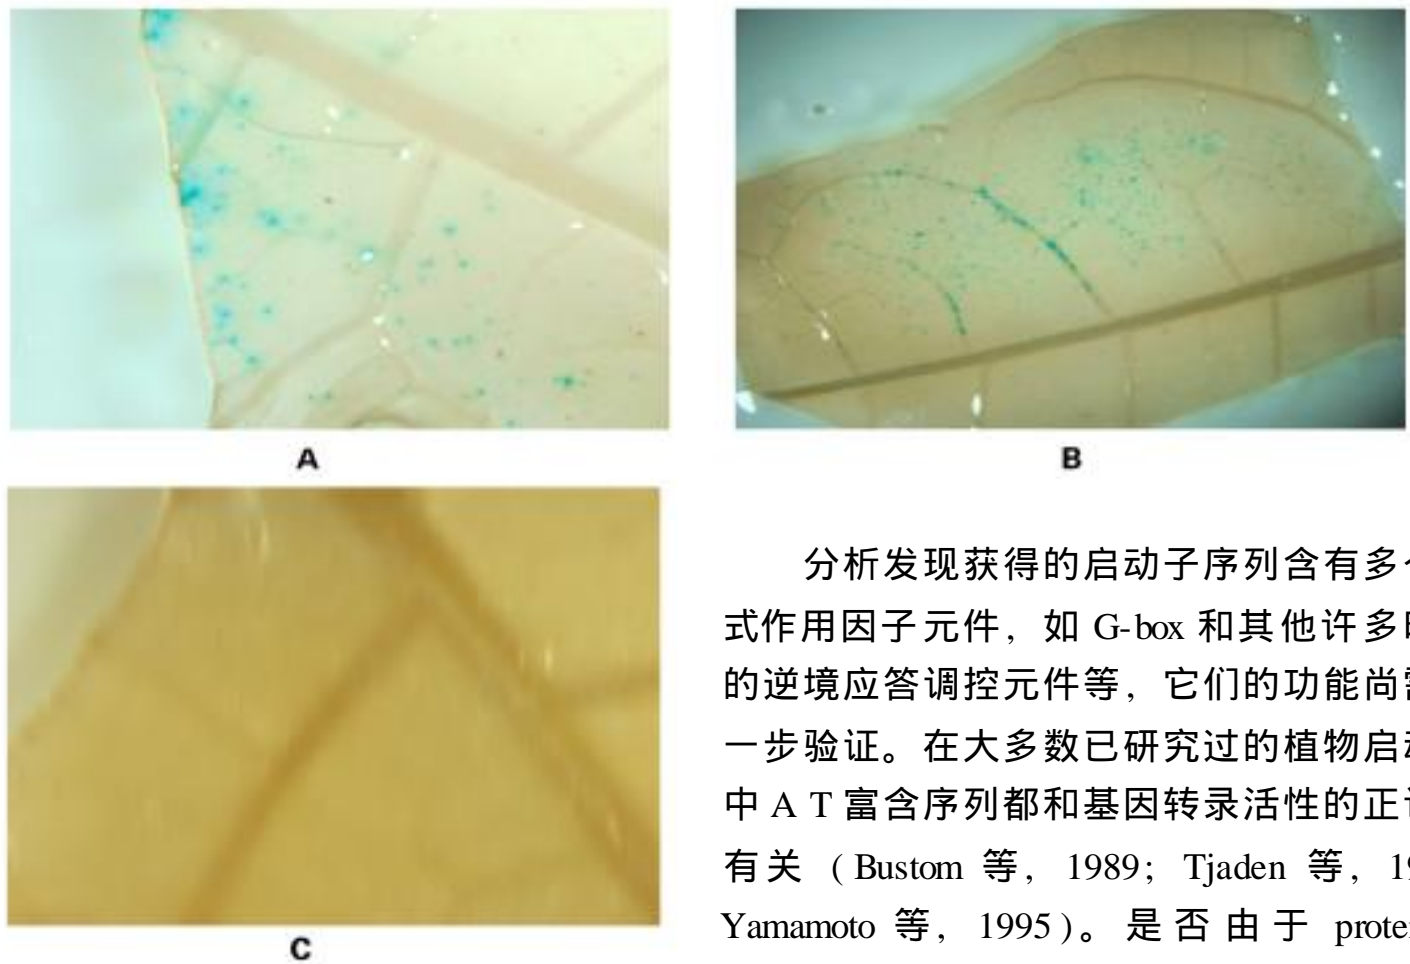 A
B
C
分析发现获得的启动子序列含有多
式作用因子元件, 如 G-box 和其他许多
的逆境应答调控元件等, 它们的功能尚
一步验证。在大多数已研究过的植物启
中 A T 富含序列都和基因转录活性的正
有关 ( Bustom 等, 1989; Tjaden 等,
Yamamoto 等, 1995 )。是否由于